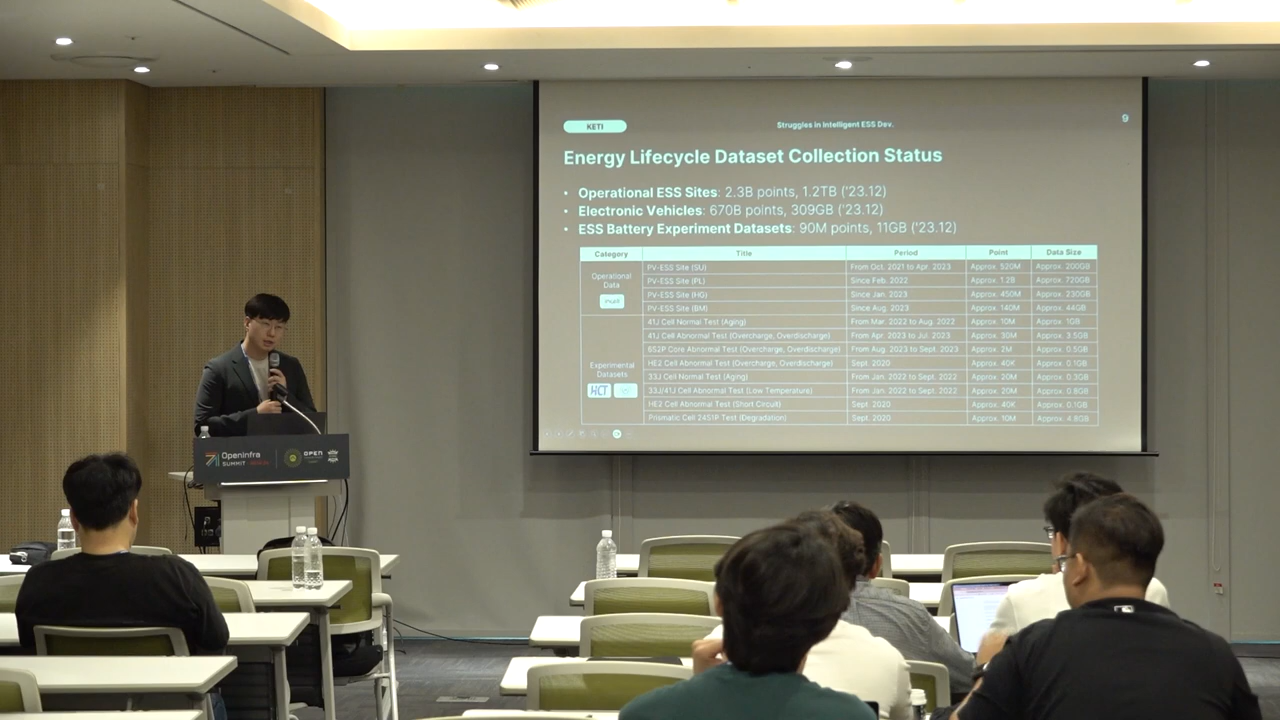 KETI
Struggles in Intelligent ESS Dev.
9
Energy Lifecycle Dataset Collection Status
• Operational ESS Sites: 2.3B points, 1.2TB ('23.12)
• Electronic Vehicles: 670B points, 309GB ('23.12)
• ESS Battery Experiment Datasets: 90M points, 11GB ('23.12)
Category Title Period Point Data Size
Operational Data
PV-ESS Site (SU) From Oct. 2021 to Apr. 2023 Approx. 520M Approx. 200GB
PV-ESS Site (PL) Since Feb. 2022 Approx. 1.2B Approx. 720GB
PV-ESS Site (HG) Since Jan. 2023 Approx. 450M Approx. 230GB
PV-ESS Site (BM) Since Aug. 2023 Approx. 140M Approx. 44GB
Experimental Datasets
HCT
41J Cell Normal Test (Aging) From Mar. 2022 to Aug. 2022 Approx. 10M Approx. 1GB
41J Cell Abnormal Test (Overcharge, Overdischarge) From Apr. 2023 to Jul. 2023 Approx. 30M Approx. 3.5GB
6S2P Core Abnormal Test (Overcharge, Overdischarge) From Aug. 2023 to Sept. 2023 Approx. 2M Approx. 0.5GB
HE2 Cell Abnormal Test (Overcharge, Overdischarge) Sept. 2020 Approx. 40K Approx. 0.1GB
33J Cell Normal Test (Aging) From Jan. 2022 to Sept. 2022 Approx. 20M Approx. 0.3GB
33J/41J Cell Abnormal Test (Low Temperature) From Jan. 2022 to Sept. 2022 Approx. 20M Approx. 0.8GB
HE2 Cell Abnormal Test (Short Circuit) Sept. 2020 Approx. 40K Approx. 0.1GB
Prismatic Cell 24S1P Test (Degradation) Sept. 2020 Approx. 10M Approx. 4.8GB
OpenInfra
SUMMIT
OPEN